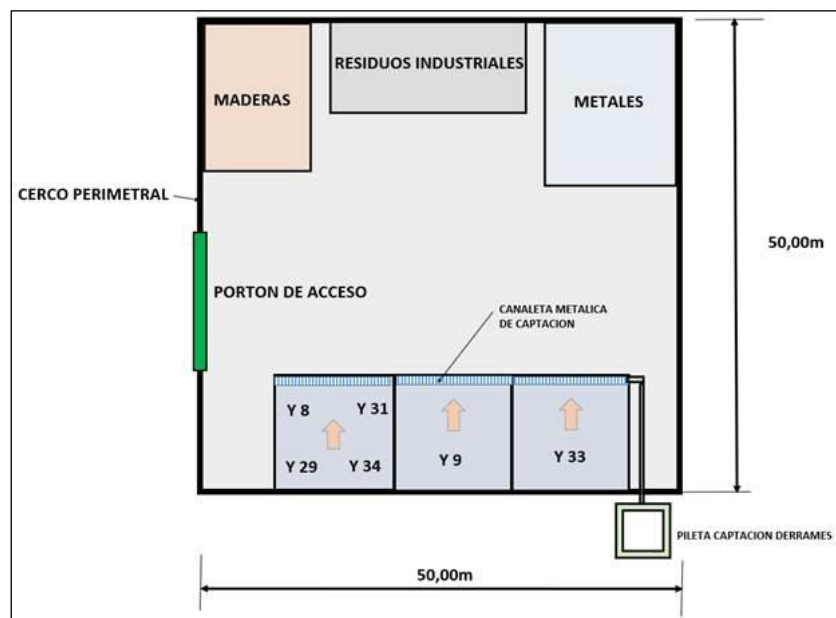 RESIDUOS INDUSTRIALES
MADERAS
METALES
CERCO PERIMETRAL
50,00m
PORTON DE ACCESO
CANALETA METALICA
DE CAPTACION
Y 8
Y 31
Y 29
Y 34
Y 9
Y 33
PILETA CAPTACION DERRAMES
50,00m